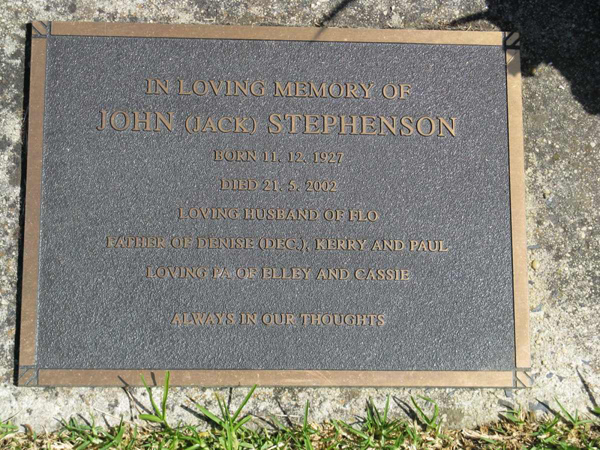 IN LOVING MEMORY OF
JOHN (JACK) STEPHENSON
BORN 11. 12. 1927
DIED 21. 5. 2002
LOVING HUSBAND OF FLO
FATHER OF DENISE (DEC.), KERRY AND PAUL
LOVING PA OF ELLEY AND CASSIE
ALWAYS IN OUR THOUGHTS